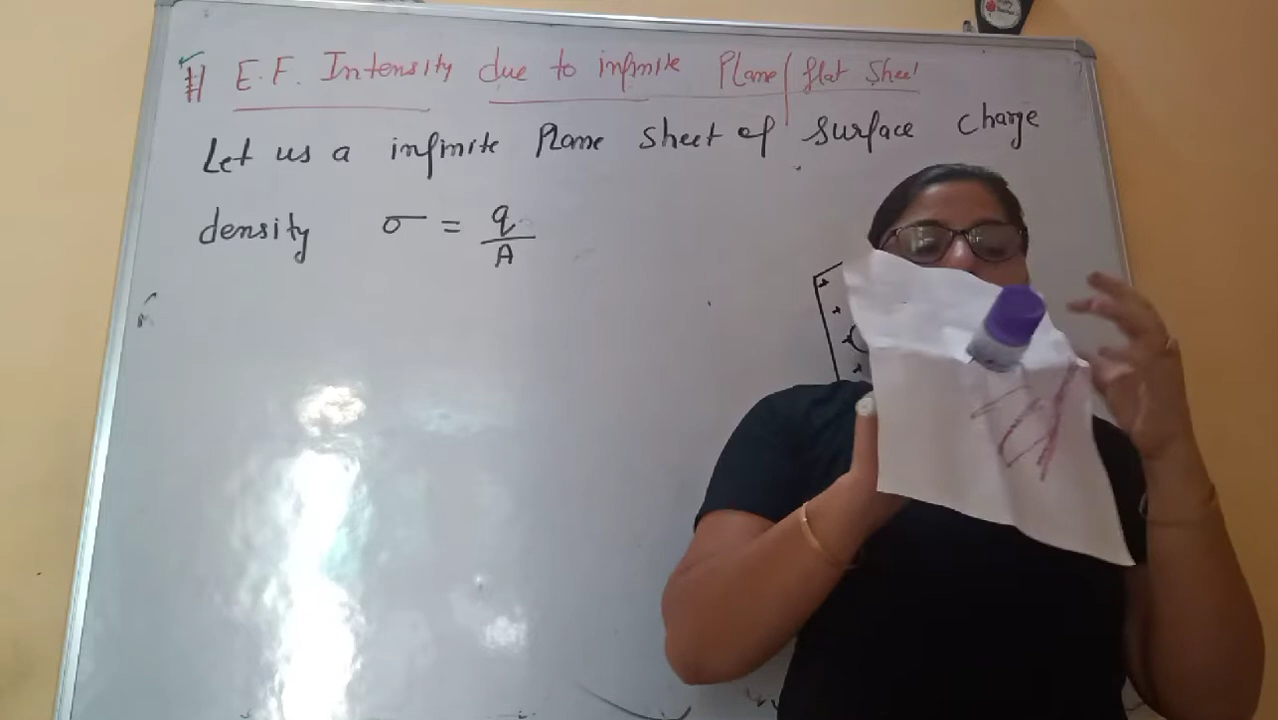 # E.F. Intensity due to infinite Plane/flat Sheet
Let us a infinite Plane sheet of surface charge
density σ = q/A